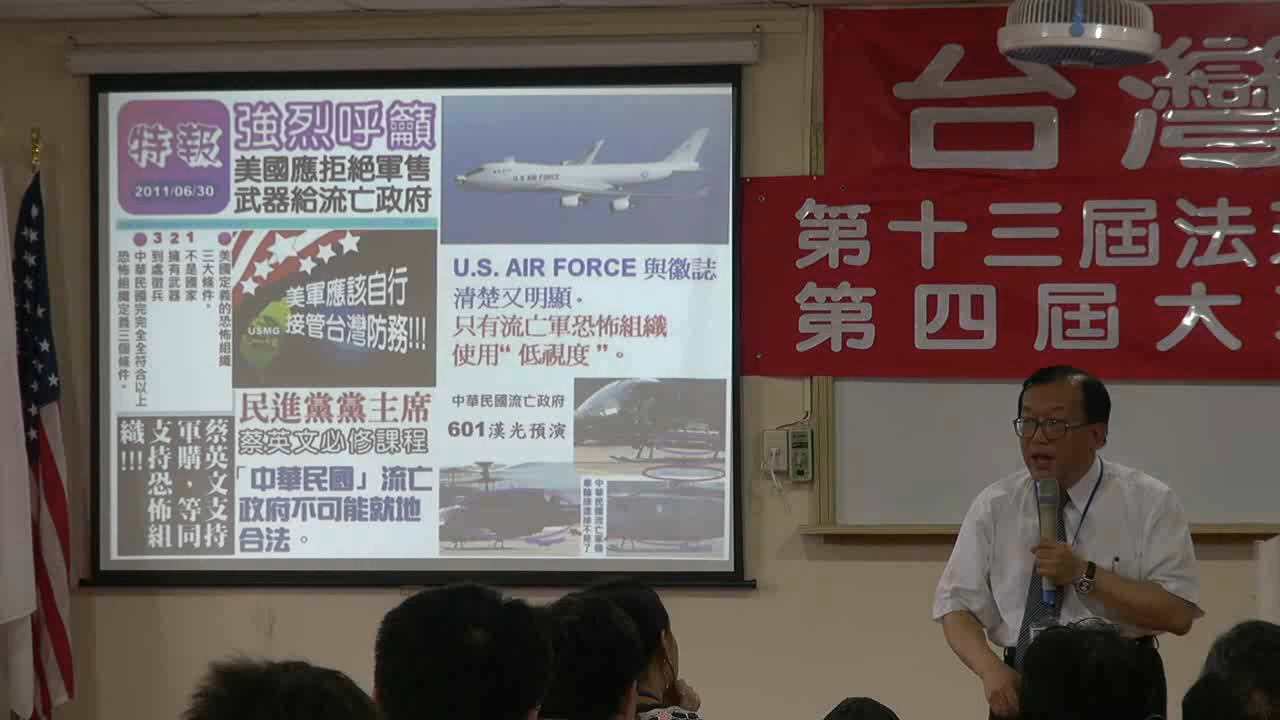 特報
2011/06/30
強烈呼籲
美國應拒絕軍售
武器給流亡政府
U.S. AIR FORCE
美國定義的恐怖組織
三大條件。
1 不是國家
2 擁有武器
3 到處徵兵
中華民國完完全全符合以上
恐怖組織定義三個條件。
美軍應該自行
接管台灣防務!!!
USMG
U.S. AIR FORCE 與徽誌
清楚又明顯。
只有流亡軍恐怖組織
使用“低視度”。
民進黨黨主席
蔡英文必修課程
「中華民國」流亡
政府不可能就地
合法。
蔡英文支持
軍購，等同
支持恐怖組
織!!!
中華民國流亡政府
601漢光預演
台灣
第十三屆法
第四屆大